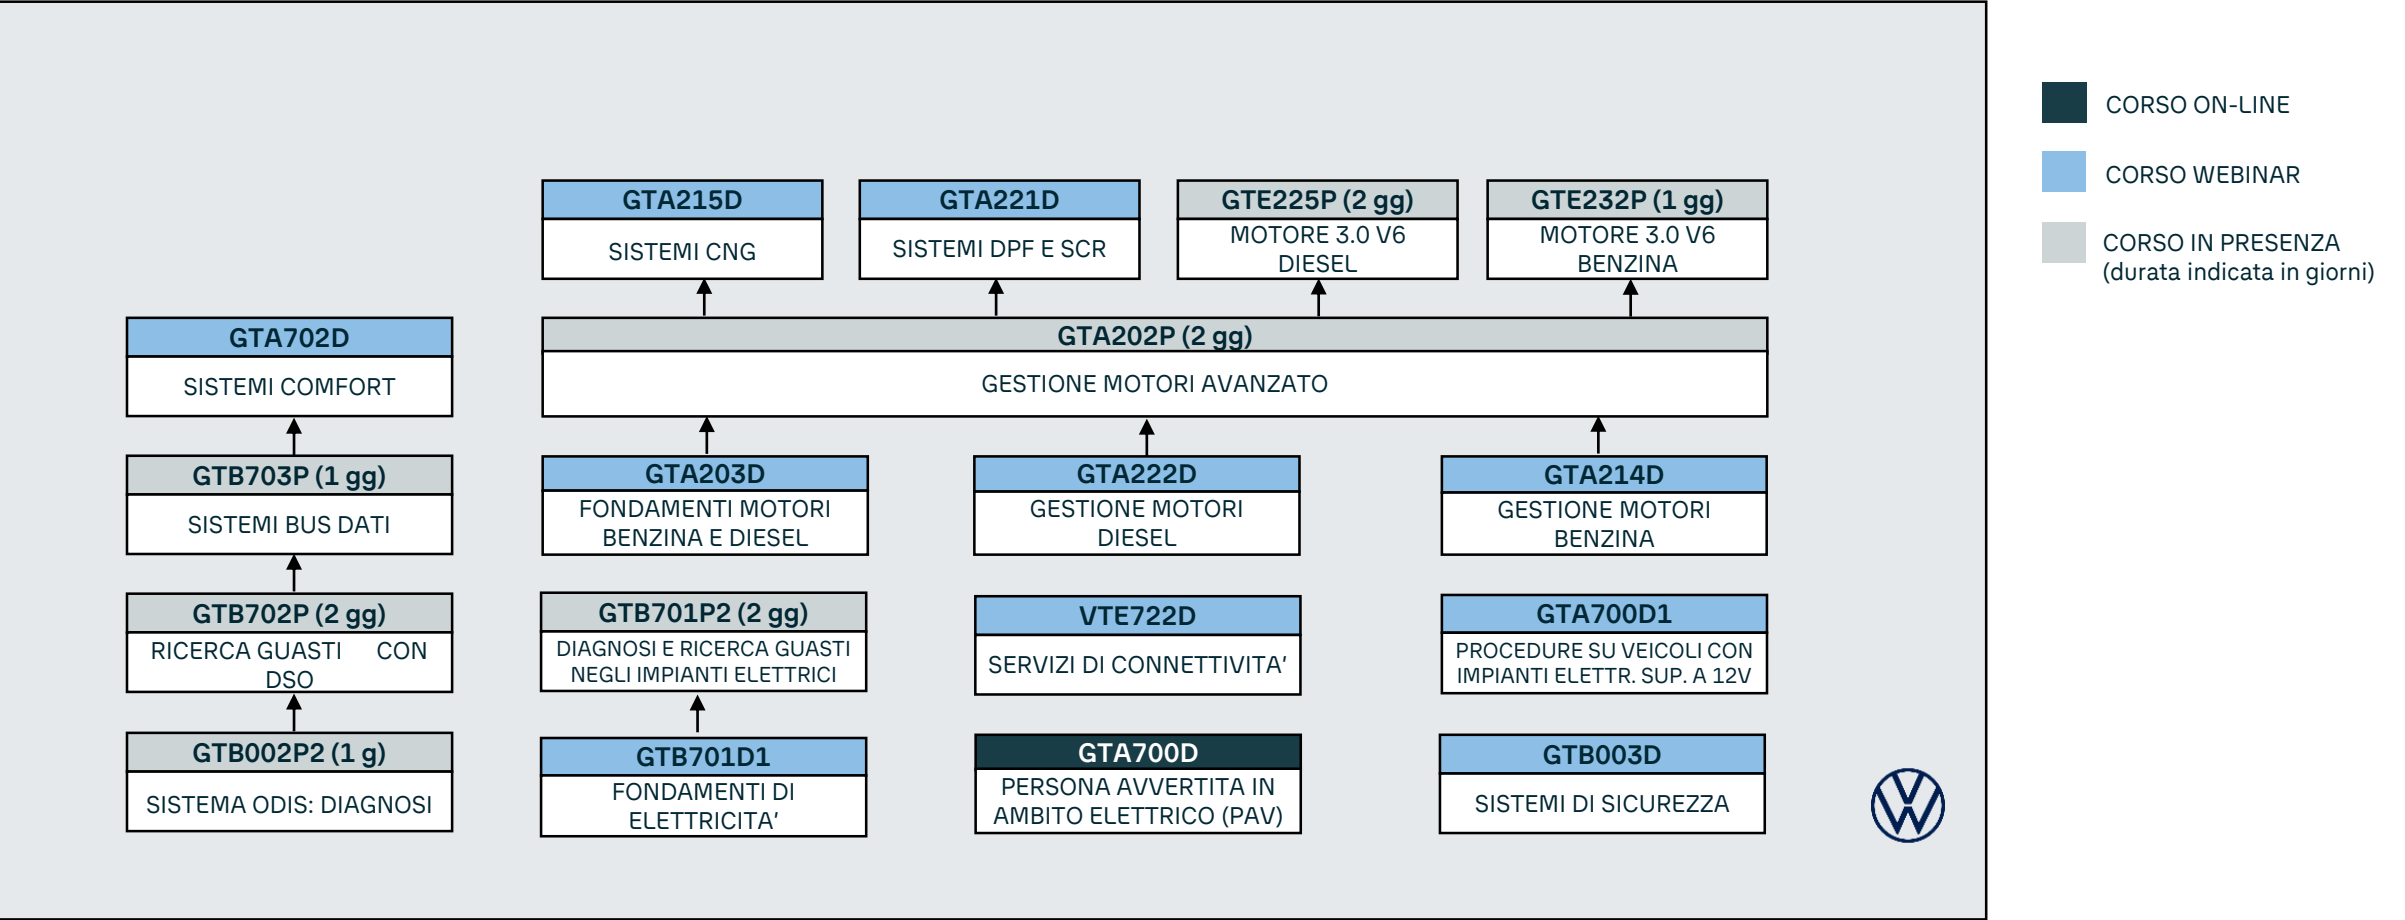 CORSO ON-LINE
CORSO WEBINAR
CORSO IN PRESENZA
(durata indicata in giorni)
GTA215D
SISTEMI CNG
GTA221D
SISTEMI DPF E SCR
GTE225P (2 gg)
MOTORE 3.0 V6
DIESEL
GTE232P (1 gg)
MOTORE 3.0 V6
BENZINA
GTA702D
SISTEMI COMFORT
GTA202P (2 gg)
GESTIONE MOTORI AVANZATO
GTB703P (1 gg)
SISTEMI BUS DATI
GTA203D
FONDAMENTI MOTORI
BENZINA E DIESEL
GTA222D
GESTIONE MOTORI
DIESEL
GTA214D
GESTIONE MOTORI
BENZINA
GTB702P (2 gg)
RICERCA GUASTI CON
DSO
GTB701P2 (2 gg)
DIAGNOSI E RICERCA GUASTI
NEGLI IMPIANTI ELETTRICI
VTE722D
SERVIZI DI CONNETTIVITA'
GTA700D1
PROCEDURE SU VEICOLI CON
IMPIANTI ELETTR. SUP. A 12V
GTB002P2 (1 g)
SISTEMA ODIS: DIAGNOSI
GTB701D1
FONDAMENTI DI
ELETTRICITA'
GTA700D
PERSONA AVVERTITA IN
AMBITO ELETTRICO (PAV)
GTB003D
SISTEMI DI SICUREZZA